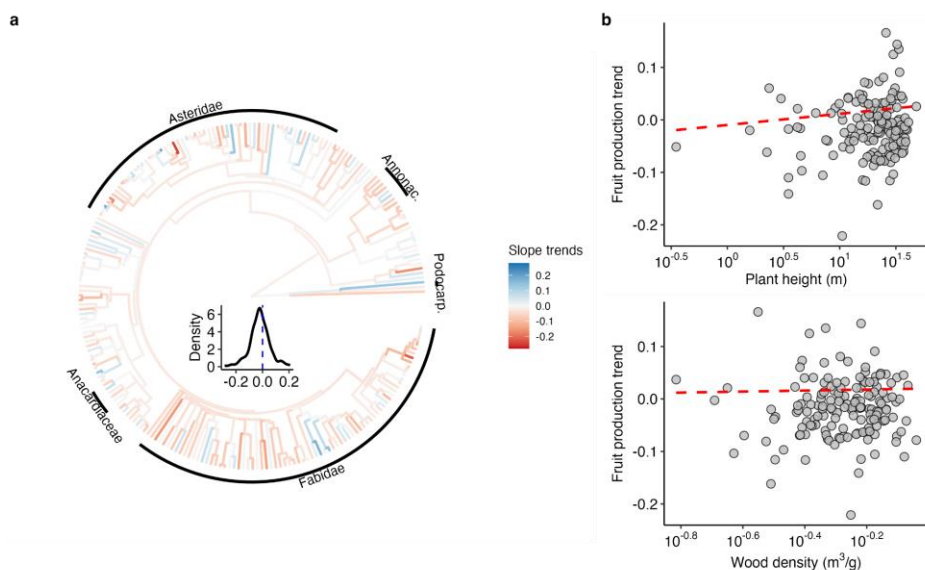 a
Asteridae
Annonac.
Podocarp.
Fabidae
Anacardiaceae
Density
6
4
2
0
-0.2 0.0 0.2
Slope trends
0.2
0.1
0.0
-0.1
-0.2
b
Fruit production trend
0.1
0.0
-0.1
-0.2
10^-0.5 10^0 10^0.5 10^1 10^1.5
Plant height (m)
Fruit production trend
0.1
0.0
-0.1
-0.2
10^-0.8 10^-0.6 10^-0.4 10^-0.2
Wood density (m^3/g)